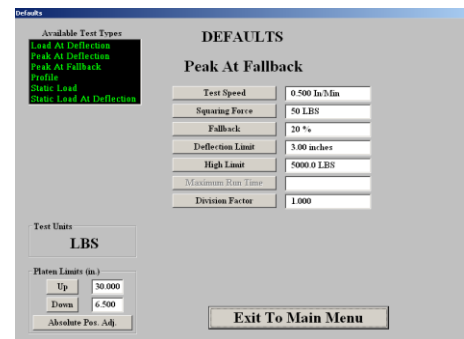 Defaults
Available Test Types
Load At Deflection
Peak At Deflection
Peak At Fallback
Profile
Static Load
Static Load At Deflection
DEFAULTS
Peak At Fallback
Test Speed 0.500 In/Min
Squaring Force 50 LBS
Fallback 20 %
Deflection Limit 3.00 inches
High Limit 5000.0 LBS
Maximum Run Time
Division Factor 1.000
Test Units
LBS
Platen Limits (in.)
Up 30.000
Down 6.500
Absolute Pos. Adj.
Exit To Main Menu